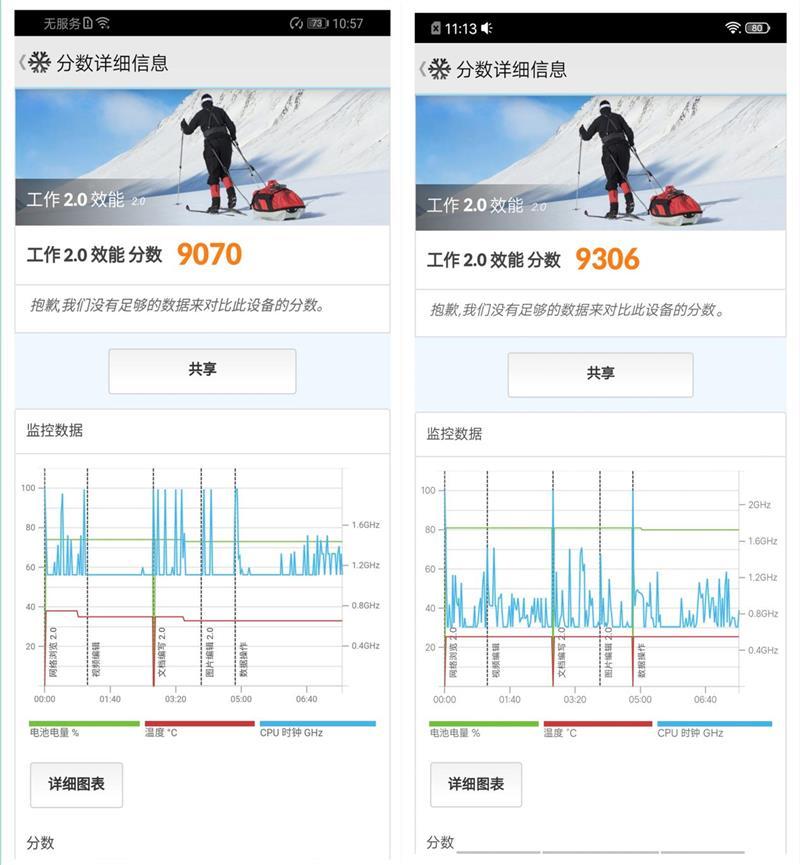 无服务 73 10:57
分数详细信息
工作 2.0 效能 2.0
工作 2.0 效能 分数 9070
抱歉,我们没有足够的数据来对比此设备的分数。
共享
监控数据
100
80
60
40
20
1.6GHz
1.2GHz
0.8GHz
0.4GHz
网络浏览 2.0
视频编辑
文档编写 2.0
图片编辑 2.0
数据操作
00:00 01:40 03:20 05:00 06:40
电池电量 % 温度 °C CPU 时钟 GHz
详细图表
分数
11:13 80
分数详细信息
工作 2.0 效能 2.0
工作 2.0 效能 分数 9306
抱歉,我们没有足够的数据来对比此设备的分数。
共享
监控数据
100
80
60
40
20
2GHz
1.6GHz
1.2GHz
0.8GHz
0.4GHz
网络浏览 2.0
视频编辑
文档编写 2.0
图片编辑 2.0
数据操作
00:00 01:40 03:20 05:00 06:40
电池电量 % 温度 °C CPU 时钟 GHz
详细图表
分数